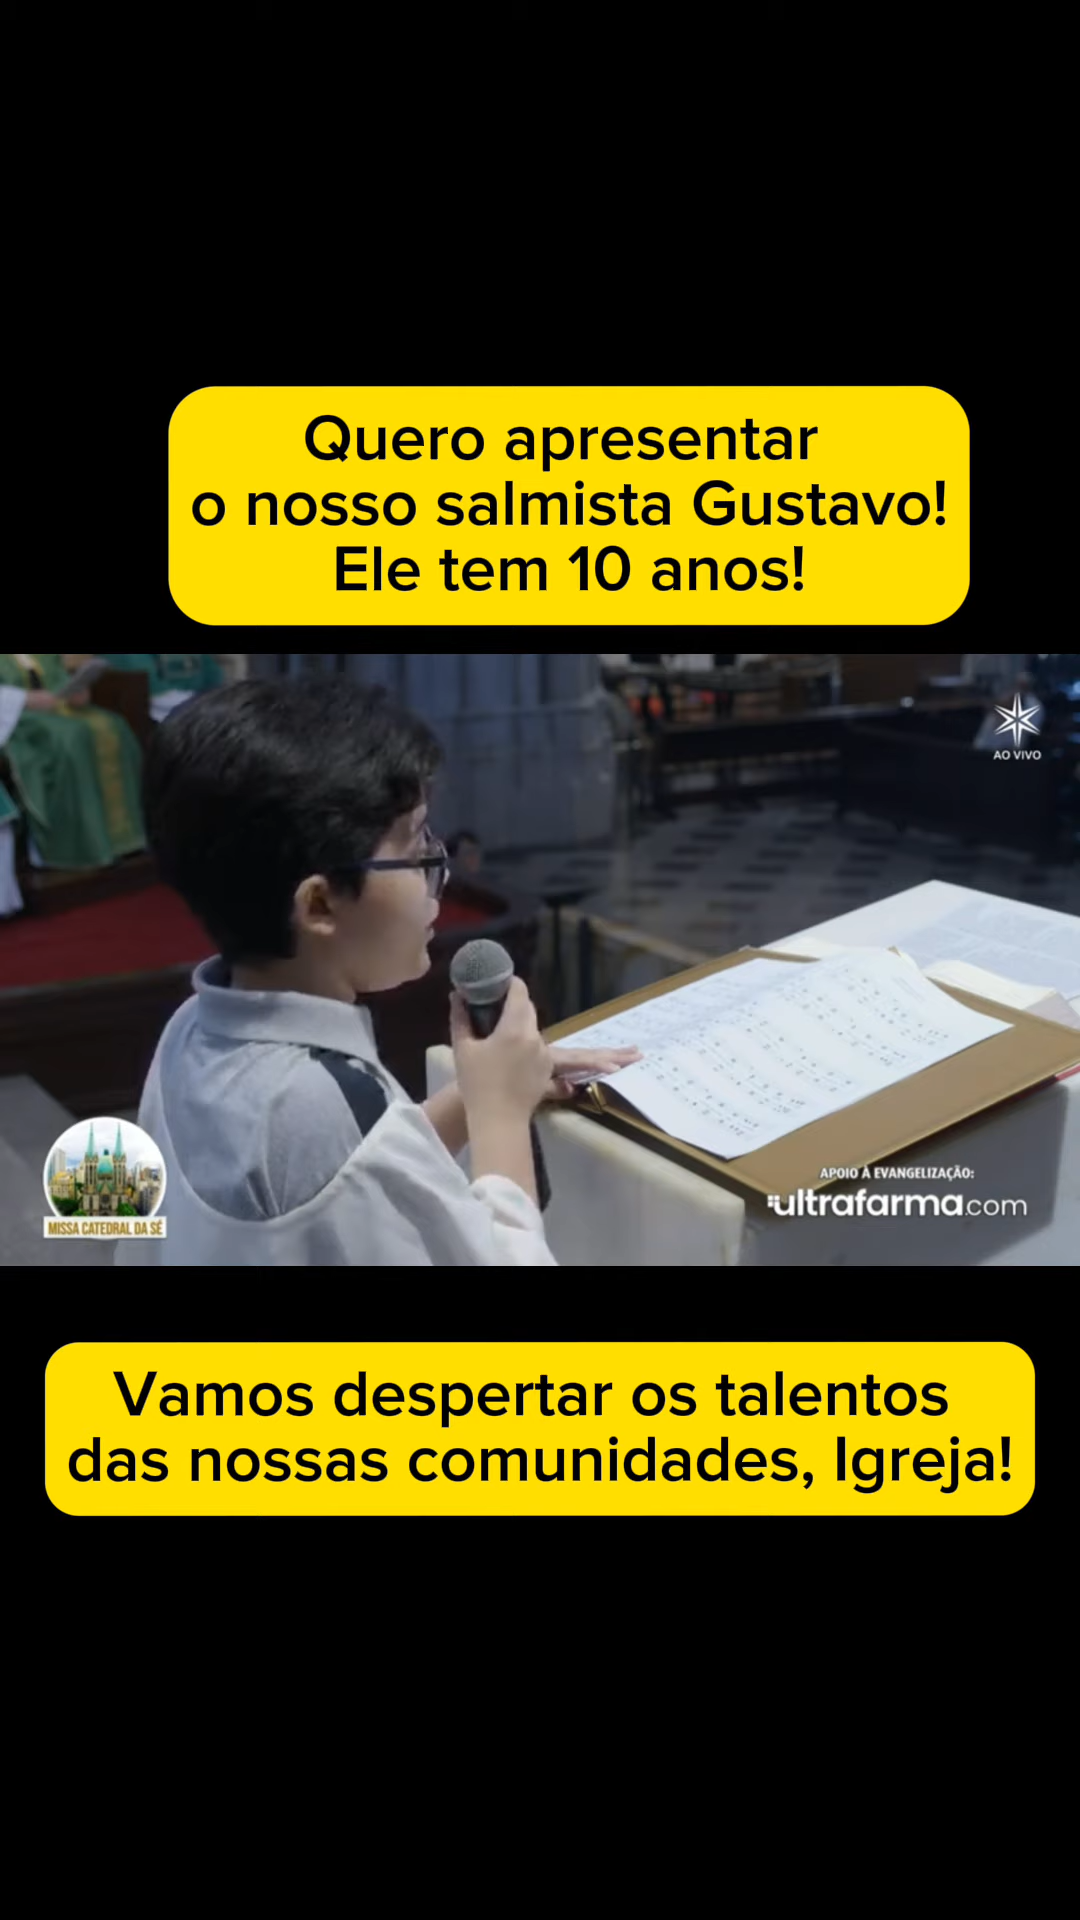 Quero apresentar
o nosso salmista Gustavo!
Ele tem 10 anos!
AO VIVO
MISSA CATEDRAL DA SÉ
APOIO À EVANGELIZAÇÃO:
ultrafarma.com
Vamos despertar os talentos
das nossas comunidades, Igreja!